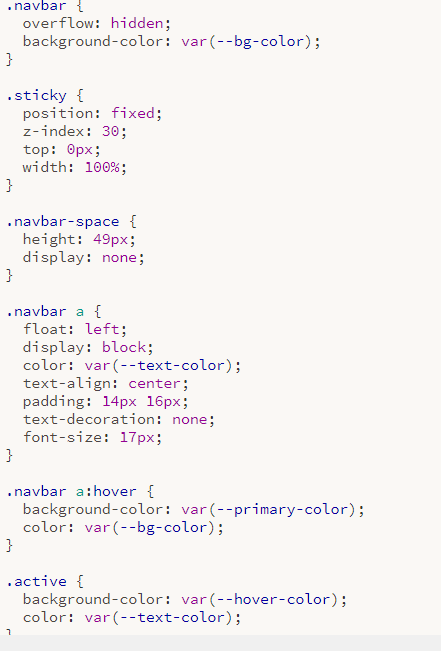 .navbar {
  overflow: hidden;
  background-color: var(--bg-color);
}

.sticky {
  position: fixed;
  z-index: 30;
  top: 0px;
  width: 100%;
}

.navbar-space {
  height: 49px;
  display: none;
}

.navbar a {
  float: left;
  display: block;
  color: var(--text-color);
  text-align: center;
  padding: 14px 16px;
  text-decoration: none;
  font-size: 17px;
}

.navbar a:hover {
  background-color: var(--primary-color);
  color: var(--bg-color);
}

.active {
  background-color: var(--hover-color);
  color: var(--text-color);
}